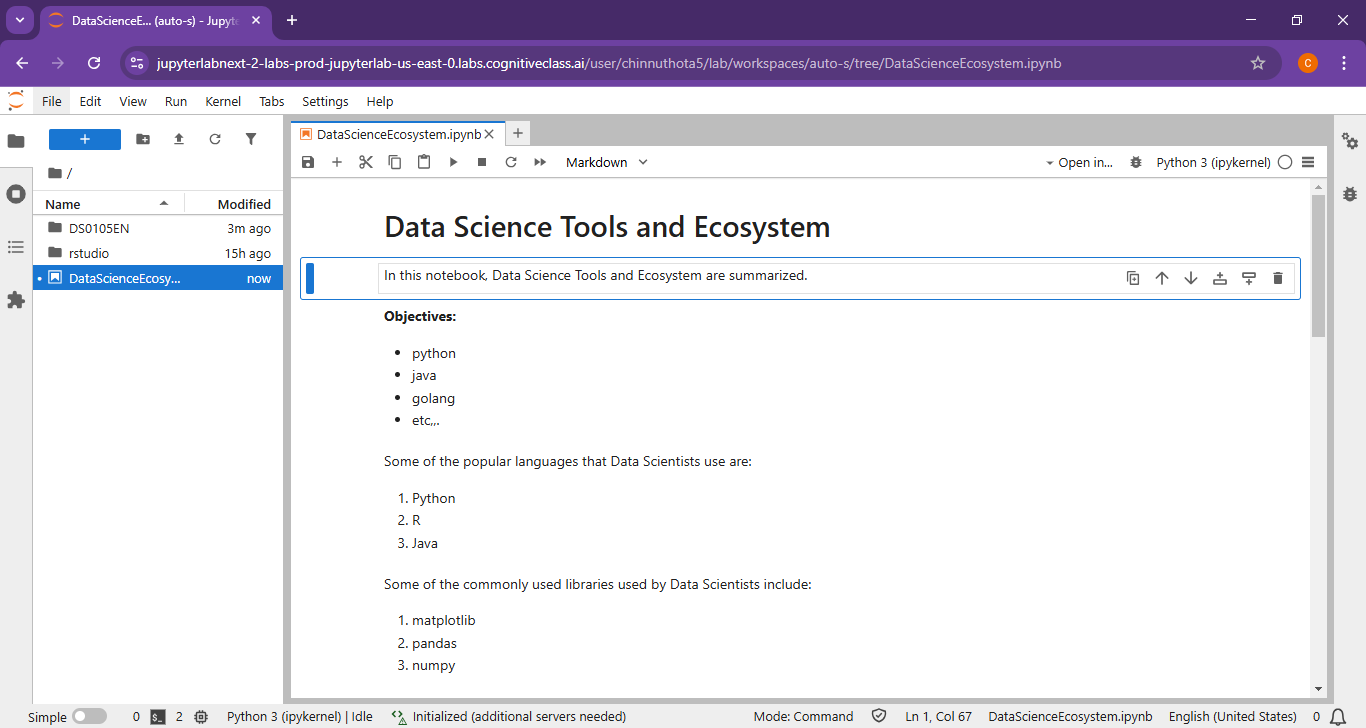 DataScienceE... (auto-s) - Jupyte
jupyterlabnext-2-labs-prod-jupyterlab-us-east-0.labs.cognitiveclass.ai/user/chinnuthota5/lab/workspaces/auto-s/tree/DataScienceEcosystem.ipynb
C
File Edit View Run Kernel Tabs Settings Help
DataScienceEcosystem.ipynb
Markdown
Open in...
Python 3 (ipykernel)
/
Name Modified
DS0105EN 3m ago
rstudio 15h ago
DataScienceEcosy... now
Data Science Tools and Ecosystem
In this notebook, Data Science Tools and Ecosystem are summarized.
Objectives:
• python
• java
• golang
• etc,,.
Some of the popular languages that Data Scientists use are:
1. Python
2. R
3. Java
Some of the commonly used libraries used by Data Scientists include:
1. matplotlib
2. pandas
3. numpy
Simple 0 $_ 2 Python 3 (ipykernel) | Idle Initialized (additional servers needed) Mode: Command Ln 1, Col 67 DataScienceEcosystem.ipynb English (United States) 0